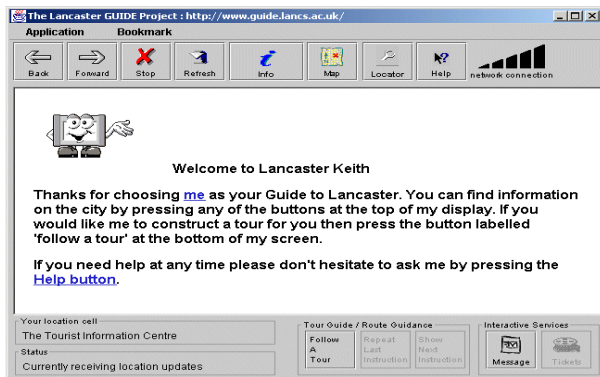 The Lancaster GUIDE Project : http://www.guide.lancs.ac.uk/
Application Bookmark
Back Forward Stop Refresh Info Map Locator Help network connection
Welcome to Lancaster Keith
Thanks for choosing me as your Guide to Lancaster. You can find information
on the city by pressing any of the buttons at the top of my display. If you
would like me to construct a tour for you then press the button labelled
'follow a tour' at the bottom of my screen.
If you need help at any time please don't hesitate to ask me by pressing the
Help button.
Your location cell
The Tourist Information Centre
Status
Currently receiving location updates
Tour Guide / Route Guidance
Follow
A
Tour
Repeat
Last
Instruction
Show
Next
Instruction
Interactive Services
Message
Tickets